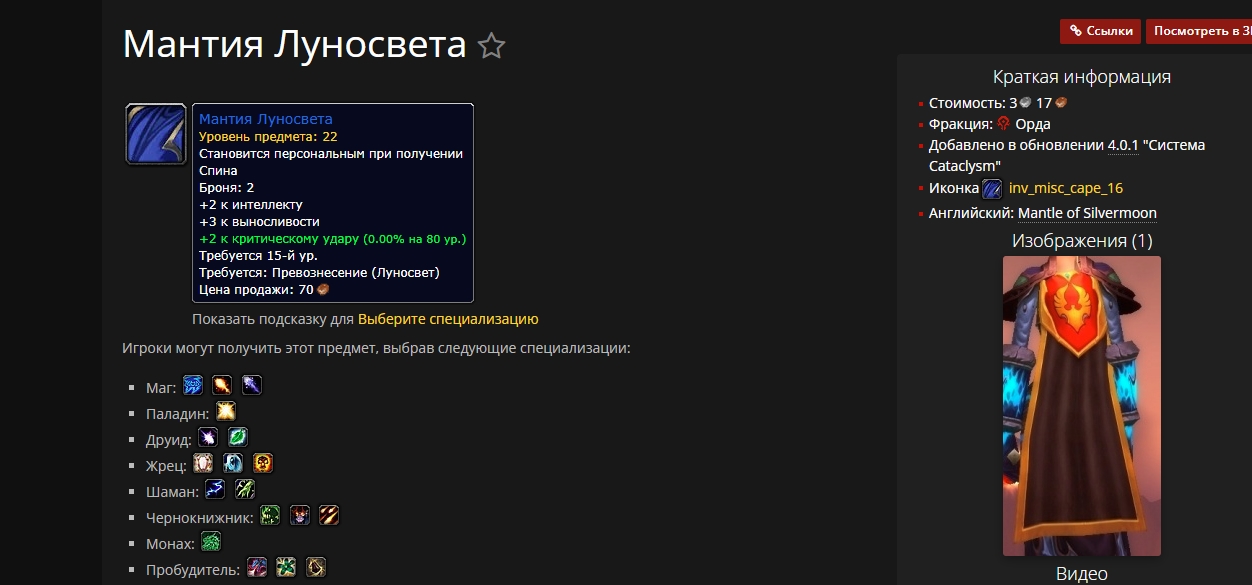 Мантия Луносвета
Ссылки
Посмотреть в 3
Мантия Луносвета
Уровень предмета: 22
Становится персональным при получении
Спина
Броня: 2
+2 к интеллекту
+3 к выносливости
+2 к критическому удару (0.00% на 80 ур.)
Требуется 15-й ур.
Требуется: Превознесение (Луносвет)
Цена продажи: 70
Показать подсказку для Выберите специализацию
Игроки могут получить этот предмет, выбрав следующие специализации:
Маг:
Паладин:
Друид:
Жрец:
Шаман:
Чернокнижник:
Монах:
Пробудитель:
Краткая информация
Стоимость: 3 17
Фракция: Орда
Добавлено в обновлении 4.0.1 "Система
Cataclysm"
Иконка inv_misc_cape_16
Английский: Mantle of Silvermoon
Изображения (1)
Видео